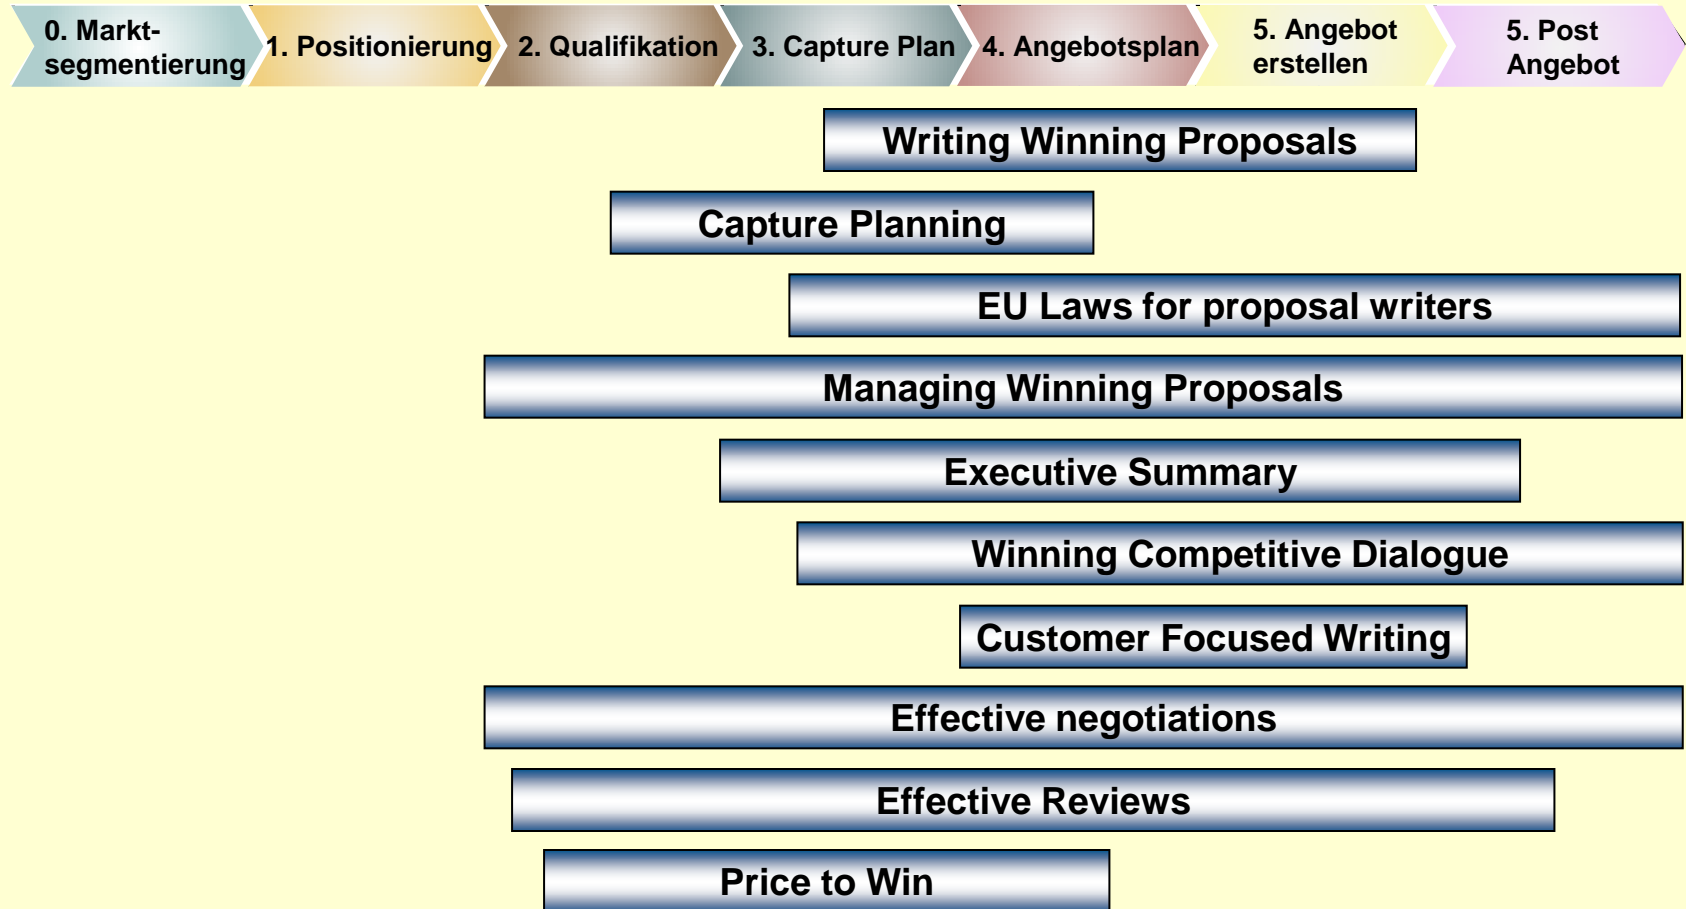 0. Markt-
segmentierung
1. Positionierung
2. Qualifikation
3. Capture Plan
4. Angebotsplan
5. Angebot
erstellen
5. Post
Angebot
Writing Winning Proposals
Capture Planning
EU Laws for proposal writers
Managing Winning Proposals
Executive Summary
Winning Competitive Dialogue
Customer Focused Writing
Effective negotiations
Effective Reviews
Price to Win